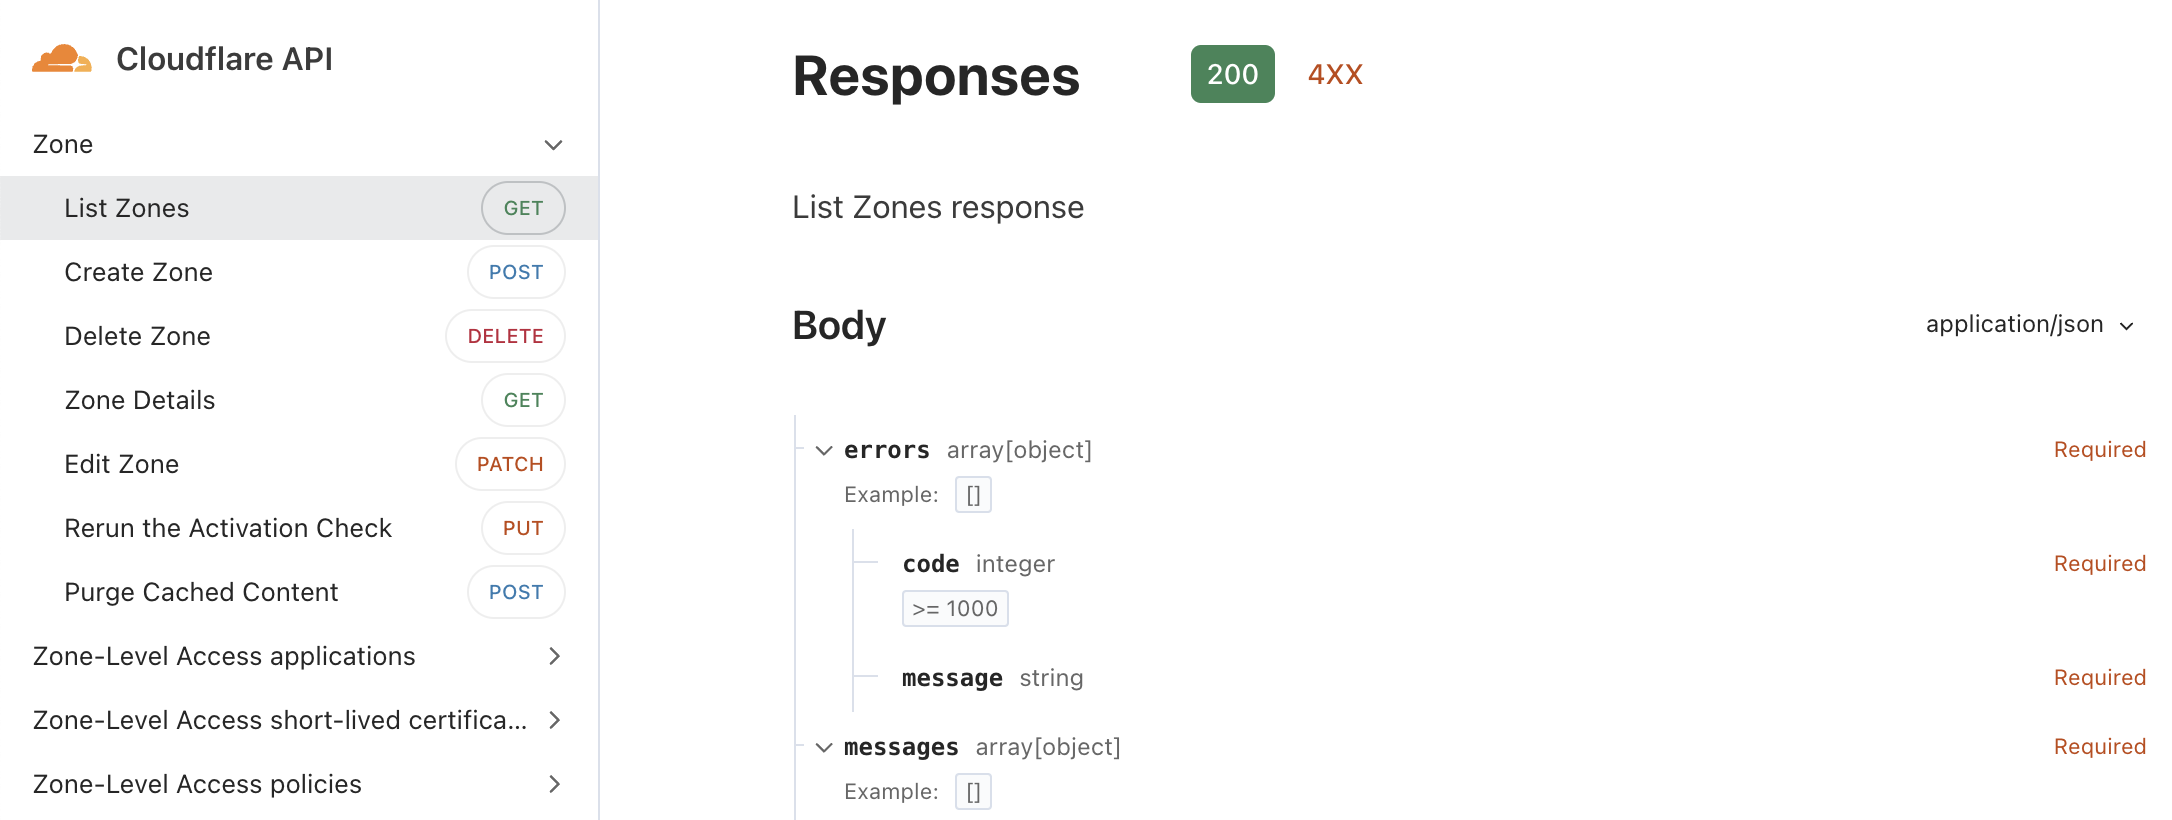 Cloudflare API
Zone
List Zones GET
Create Zone POST
Delete Zone DELETE
Zone Details GET
Edit Zone PATCH
Rerun the Activation Check PUT
Purge Cached Content POST
Zone-Level Access applications
Zone-Level Access short-lived certifica...
Zone-Level Access policies
Responses 200 4XX
List Zones response
Body application/json
errors array[object] Required
Example: []
code integer Required
>= 1000
message string Required
messages array[object] Required
Example: []